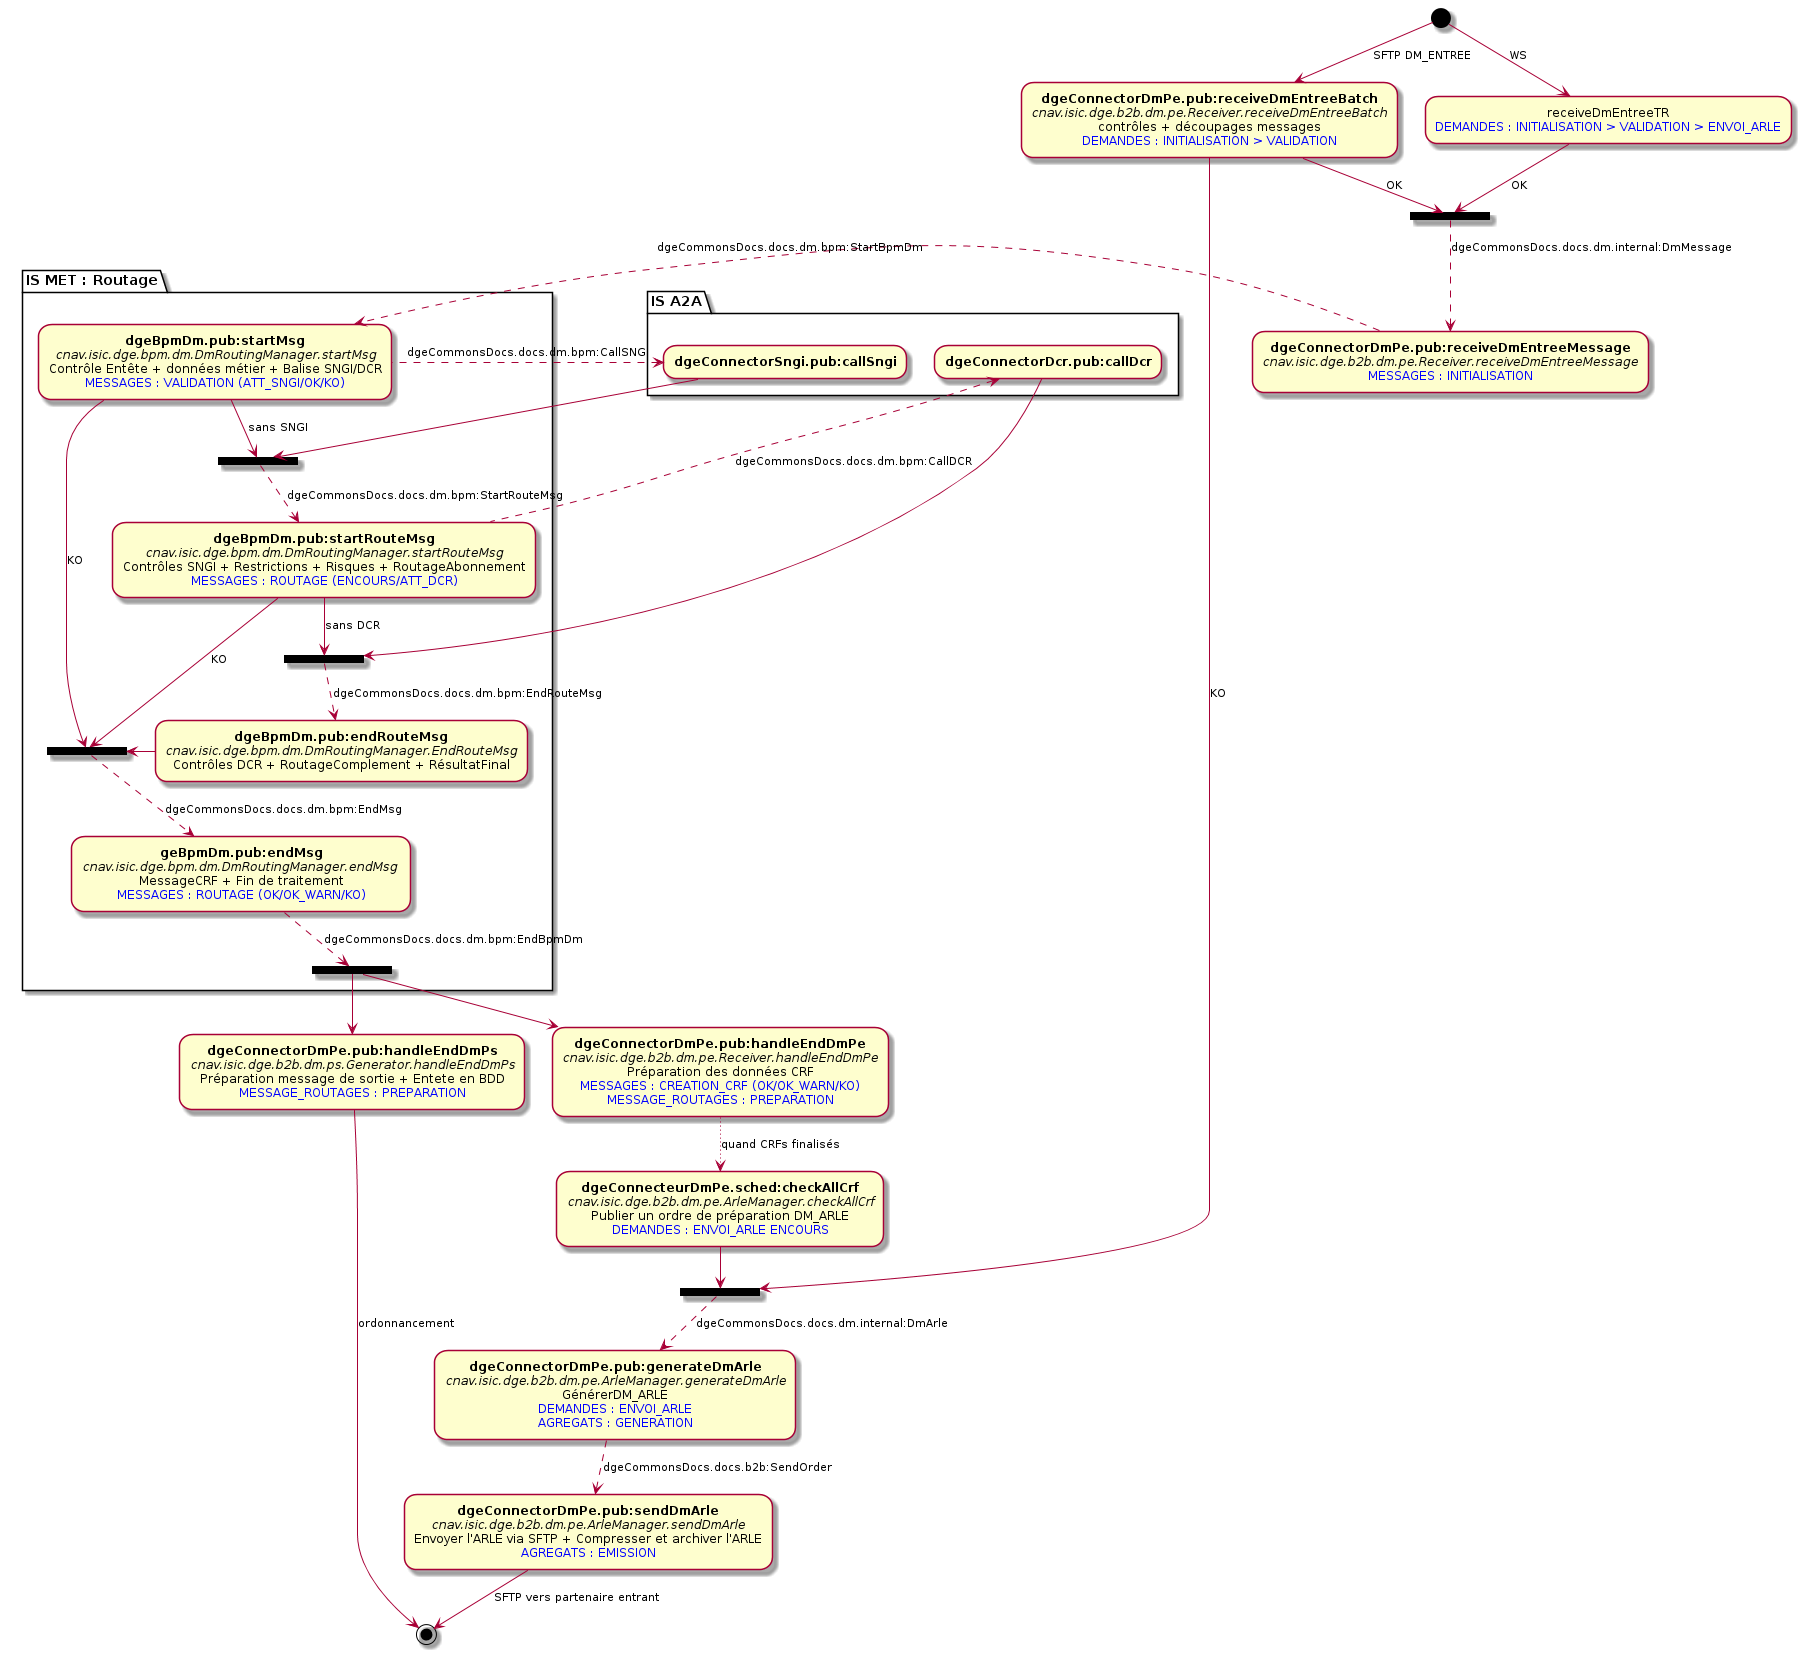 SFTP DM_ENTREE
WS
dgeConnectorDmPe.pub:receiveDmEntreeBatch
cnav.isic.dge.b2b.dm.pe.Receiver.receiveDmEntreeBatch
contrôles + découpages messages
DEMANDES : INITIALISATION > VALIDATION
receiveDmEntreeTR
DEMANDES : INITIALISATION > VALIDATION > ENVOI_ARLE
OK
OK
dgeCommonsDocs.docs.dm.bpm:StartBpmDm
dgeCommonsDocs.docs.dm.internal:DmMessage
IS MET : Routage
IS A2A
dgeBpmDm.pub:startMsg
cnav.isic.dge.bpm.dm.DmRoutingManager.startMsg
Contrôle Entête + données métier + Balise SNGI/DCR
MESSAGES : VALIDATION (ATT_SNGI/OK/KO)
dgeCommonsDocs.docs.dm.bpm:CallSNGI
dgeConnectorSngi.pub:callSngi
dgeConnectorDcr.pub:callDcr
dgeConnectorDmPe.pub:receiveDmEntreeMessage
cnav.isic.dge.b2b.dm.pe.Receiver.receiveDmEntreeMessage
MESSAGES : INITIALISATION
sans SNGI
dgeCommonsDocs.docs.dm.bpm:CallDCR
dgeCommonsDocs.docs.dm.bpm:StartRouteMsg
KO
dgeBpmDm.pub:startRouteMsg
cnav.isic.dge.bpm.dm.DmRoutingManager.startRouteMsg
Contrôles SNGI + Restrictions + Risques + RoutageAbonnement
MESSAGES : ROUTAGE (ENCOURS/ATT_DCR)
sans DCR
KO
dgeCommonsDocs.docs.dm.bpm:EndRouteMsg
KO
dgeBpmDm.pub:endRouteMsg
cnav.isic.dge.bpm.dm.DmRoutingManager.EndRouteMsg
Contrôles DCR + RoutageComplement + RésultatFinal
dgeCommonsDocs.docs.dm.bpm:EndMsg
geBpmDm.pub:endMsg
cnav.isic.dge.bpm.dm.DmRoutingManager.endMsg
MessageCRF + Fin de traitement
MESSAGES : ROUTAGE (OK/OK_WARN/KO)
dgeCommonsDocs.docs.dm.bpm:EndBpmDm
dgeConnectorDmPe.pub:handleEndDmPs
cnav.isic.dge.b2b.dm.ps.Generator.handleEndDmPs
Préparation message de sortie + Entete en BDD
MESSAGE_ROUTAGES : PREPARATION
dgeConnectorDmPe.pub:handleEndDmPe
cnav.isic.dge.b2b.dm.pe.Receiver.handleEndDmPe
Préparation des données CRF
MESSAGES : CREATION_CRF (OK/OK_WARN/KO)
MESSAGE_ROUTAGES : PREPARATION
quand CRFs finalisés
dgeConnecteurDmPe.sched:checkAllCrf
cnav.isic.dge.b2b.dm.pe.ArleManager.checkAllCrf
Publier un ordre de préparation DM_ARLE
DEMANDES : ENVOI_ARLE ENCOURS
ordonnancement
dgeCommonsDocs.docs.dm.internal:DmArle
dgeConnectorDmPe.pub:generateDmArle
cnav.isic.dge.b2b.dm.pe.ArleManager.generateDmArle
GénérerDM_ARLE
DEMANDES : ENVOI_ARLE
AGREGATS : GENERATION
dgeCommonsDocs.docs.b2b:SendOrder
dgeConnectorDmPe.pub:sendDmArle
cnav.isic.dge.b2b.dm.pe.ArleManager.sendDmArle
Envoyer l'ARLE via SFTP + Compresser et archiver l'ARLE
AGREGATS : EMISSION
SFTP vers partenaire entrant